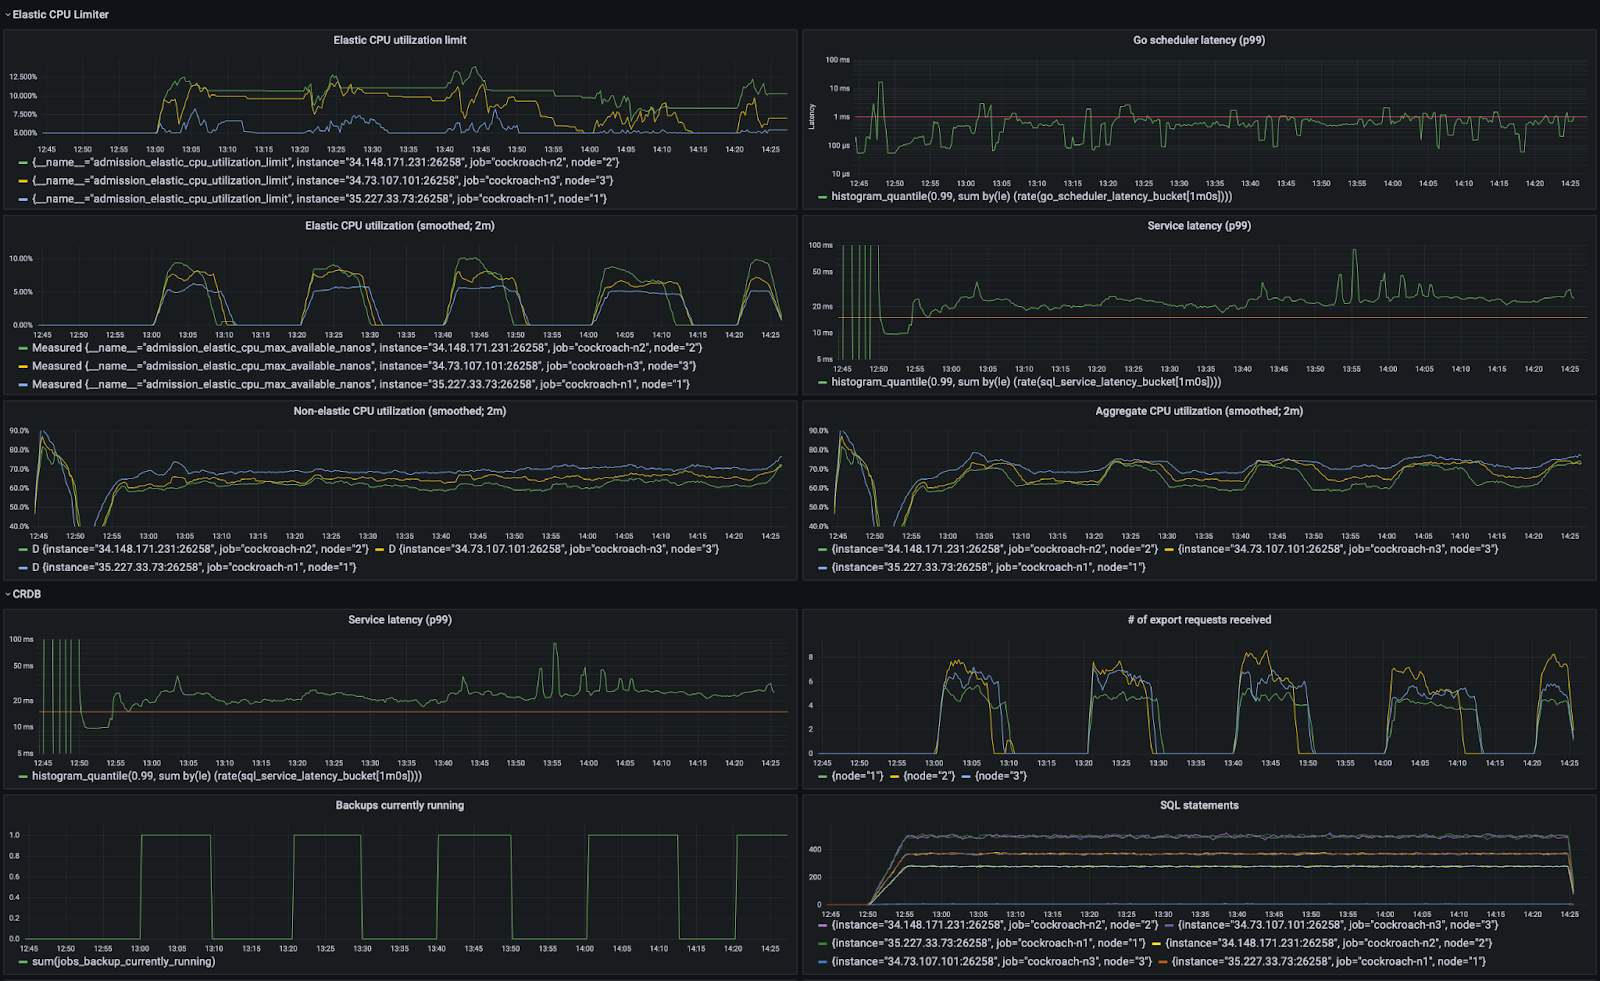 Elastic CPU Limiter
Elastic CPU utilization limit
12.500%
10.000%
7.500%
5.000%
12:45 12:50 12:55 13:00 13:05 13:10 13:15 13:20 13:25 13:30 13:35 13:40 13:45 13:50 13:55 14:00 14:05 14:10 14:15 14:20 14:25
{__name__="admission_elastic_cpu_utilization_limit", instance="34.148.171.231:26258", job="cockroach-n2", node="2"}
{__name__="admission_elastic_cpu_utilization_limit", instance="34.73.107.101:26258", job="cockroach-n3", node="3"}
{__name__="admission_elastic_cpu_utilization_limit", instance="35.227.33.73:26258", job="cockroach-n1", node="1"}
Go scheduler latency (p99)
Latency
100 ms
10 ms
1 ms
100 µs
10 µs
12:45 12:50 12:55 13:00 13:05 13:10 13:15 13:20 13:25 13:30 13:35 13:40 13:45 13:50 13:55 14:00 14:05 14:10 14:15 14:20 14:25
histogram_quantile(0.99, sum by(le) (rate(go_scheduler_latency_bucket[1m0s])))
Elastic CPU utilization (smoothed; 2m)
10.00%
5.00%
0.00%
12:45 12:50 12:55 13:00 13:05 13:10 13:15 13:20 13:25 13:30 13:35 13:40 13:45 13:50 13:55 14:00 14:05 14:10 14:15 14:20 14:25
Measured {__name__="admission_elastic_cpu_max_available_nanos", instance="34.148.171.231:26258", job="cockroach-n2", node="2"}
Measured {__name__="admission_elastic_cpu_max_available_nanos", instance="34.73.107.101:26258", job="cockroach-n3", node="3"}
Measured {__name__="admission_elastic_cpu_max_available_nanos", instance="35.227.33.73:26258", job="cockroach-n1", node="1"}
Service latency (p99)
100 ms
50 ms
20 ms
10 ms
5 ms
12:45 12:50 12:55 13:00 13:05 13:10 13:15 13:20 13:25 13:30 13:35 13:40 13:45 13:50 13:55 14:00 14:05 14:10 14:15 14:20 14:25
histogram_quantile(0.99, sum by(le) (rate(sql_service_latency_bucket[1m0s])))
Non-elastic CPU utilization (smoothed; 2m)
90.0%
80.0%
70.0%
60.0%
50.0%
40.0%
12:45 12:50 12:55 13:00 13:05 13:10 13:15 13:20 13:25 13:30 13:35 13:40 13:45 13:50 13:55 14:00 14:05 14:10 14:15 14:20 14:25
D {instance="34.148.171.231:26258", job="cockroach-n2", node="2"} D {instance="34.73.107.101:26258", job="cockroach-n3", node="3"}
D {instance="35.227.33.73:26258", job="cockroach-n1", node="1"}
Aggregate CPU utilization (smoothed; 2m)
90.0%
80.0%
70.0%
60.0%
50.0%
40.0%
12:45 12:50 12:55 13:00 13:05 13:10 13:15 13:20 13:25 13:30 13:35 13:40 13:45 13:50 13:55 14:00 14:05 14:10 14:15 14:20 14:25
{instance="34.148.171.231:26258", job="cockroach-n2", node="2"} {instance="34.73.107.101:26258", job="cockroach-n3", node="3"}
{instance="35.227.33.73:26258", job="cockroach-n1", node="1"}
CRDB
Service latency (p99)
100 ms
50 ms
20 ms
10 ms
5 ms
12:45 12:50 12:55 13:00 13:05 13:10 13:15 13:20 13:25 13:30 13:35 13:40 13:45 13:50 13:55 14:00 14:05 14:10 14:15 14:20 14:25
histogram_quantile(0.99, sum by(le) (rate(sql_service_latency_bucket[1m0s])))
# of export requests received
8
6
4
2
0
12:45 12:50 12:55 13:00 13:05 13:10 13:15 13:20 13:25 13:30 13:35 13:40 13:45 13:50 13:55 14:00 14:05 14:10 14:15 14:20 14:25
{node="1"} {node="2"} {node="3"}
Backups currently running
1.0
0.8
0.6
0.4
0.2
0.0
12:45 12:50 12:55 13:00 13:05 13:10 13:15 13:20 13:25 13:30 13:35 13:40 13:45 13:50 13:55 14:00 14:05 14:10 14:15 14:20 14:25
sum(jobs_backup_currently_running)
SQL statements
400
200
0
12:45 12:50 12:55 13:00 13:05 13:10 13:15 13:20 13:25 13:30 13:35 13:40 13:45 13:50 13:55 14:00 14:05 14:10 14:15 14:20 14:25
{instance="34.148.171.231:26258", job="cockroach-n2", node="2"} {instance="34.73.107.101:26258", job="cockroach-n3", node="3"}
{instance="35.227.33.73:26258", job="cockroach-n1", node="1"} {instance="34.148.171.231:26258", job="cockroach-n2", node="2"}
{instance="34.73.107.101:26258", job="cockroach-n3", node="3"} {instance="35.227.33.73:26258", job="cockroach-n1", node="1"}